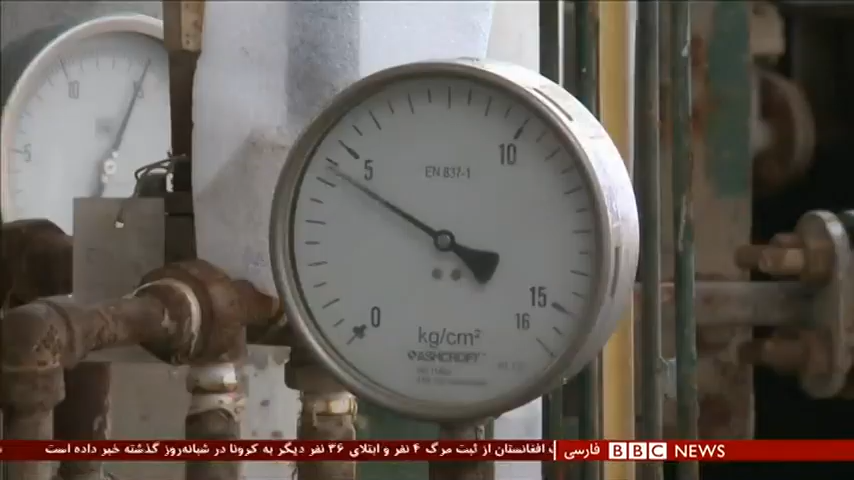 10
5
5
EN 837-1
10
0
15
16
kg/cm²
ASHCROFT
افغانستان از ثبت مرگ ۴ نفر و ابتلای ۳۶ نفر دیگر به کرونا در شبانه‌روز گذشته خبر داده است
BBC NEWS فارسی